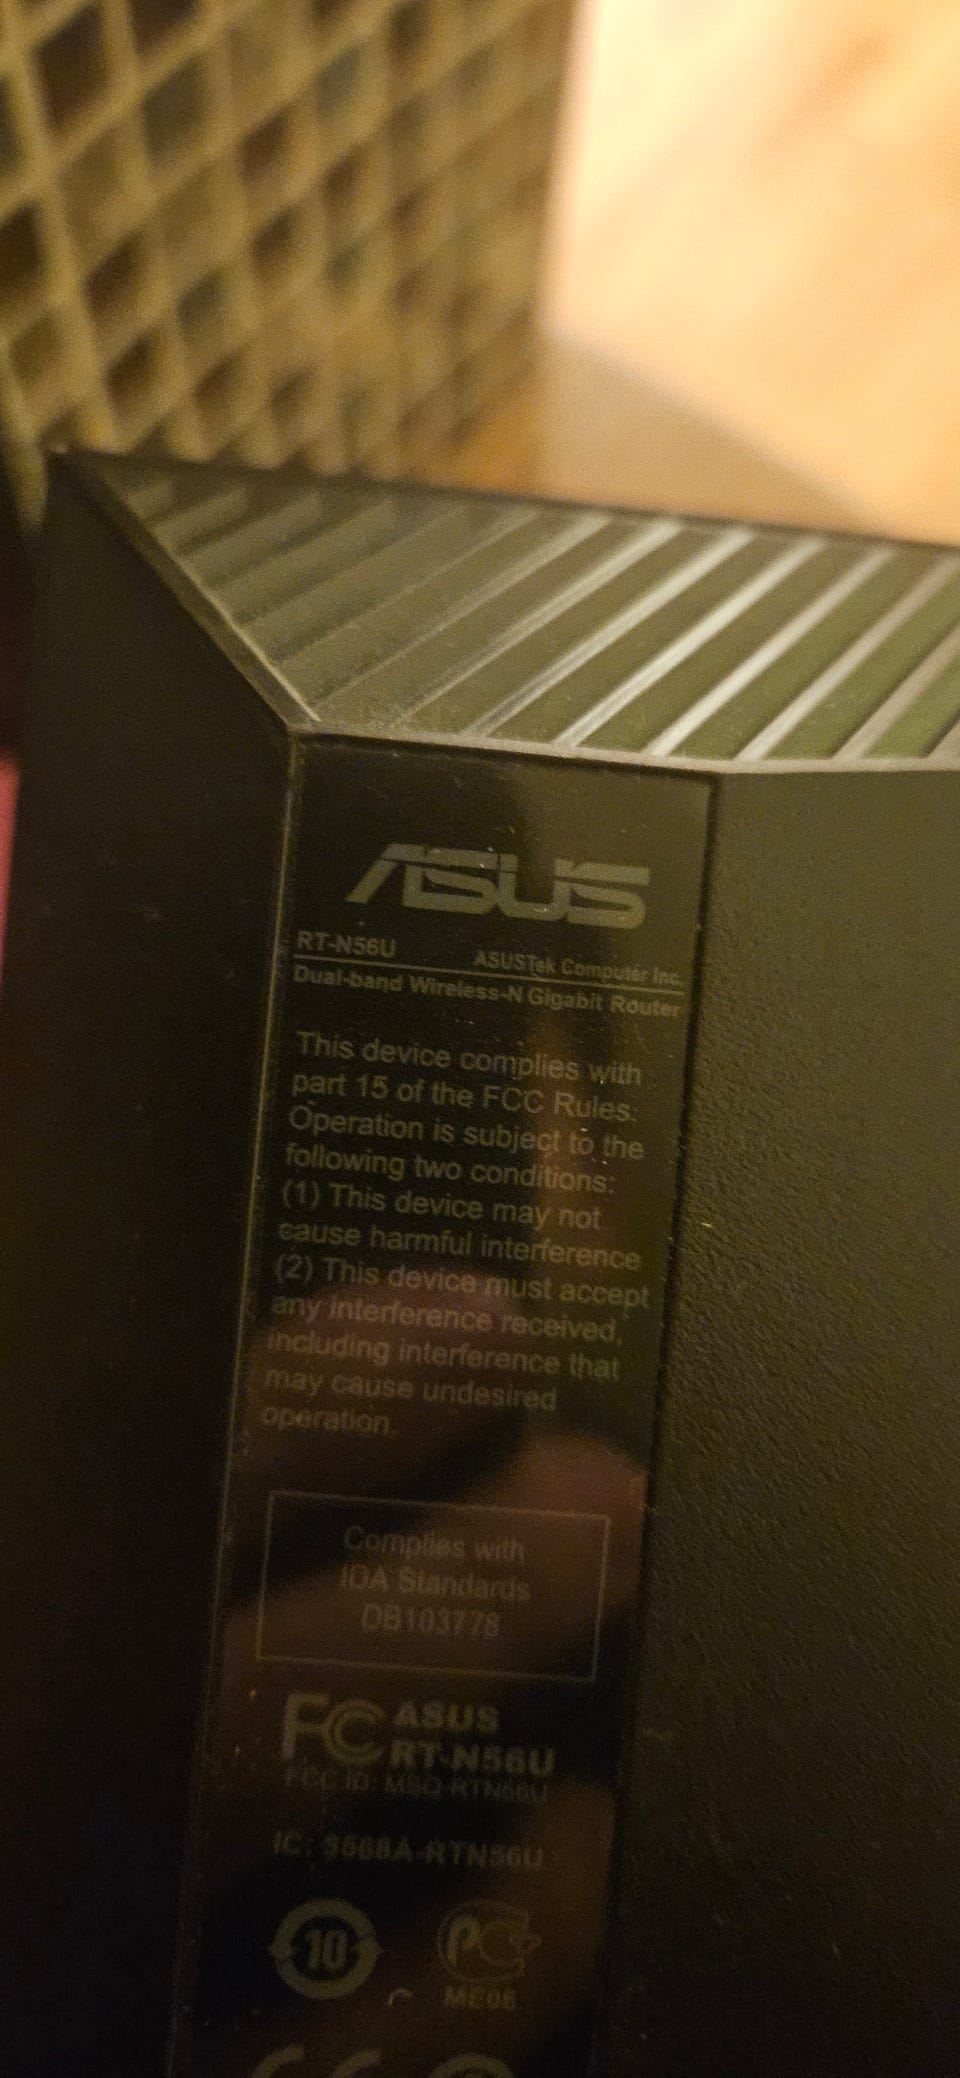 ASUS
RT-N56U ASUSTek Computer Inc.
Dual-band Wireless-N Gigabit Router
This device complies with
part 15 of the FCC Rules:
Operation is subject to the
following two conditions:
(1) This device may not
cause harmful interference
(2) This device must accept
any interference received,
including interference that
may cause undesired
operation.
Complies with
IDA Standards
DB103778
FC ASUS
RT-N56U
FCC ID: MSQ-RTN56U
IC: 3568A-RTN56U
10
PC
ME06